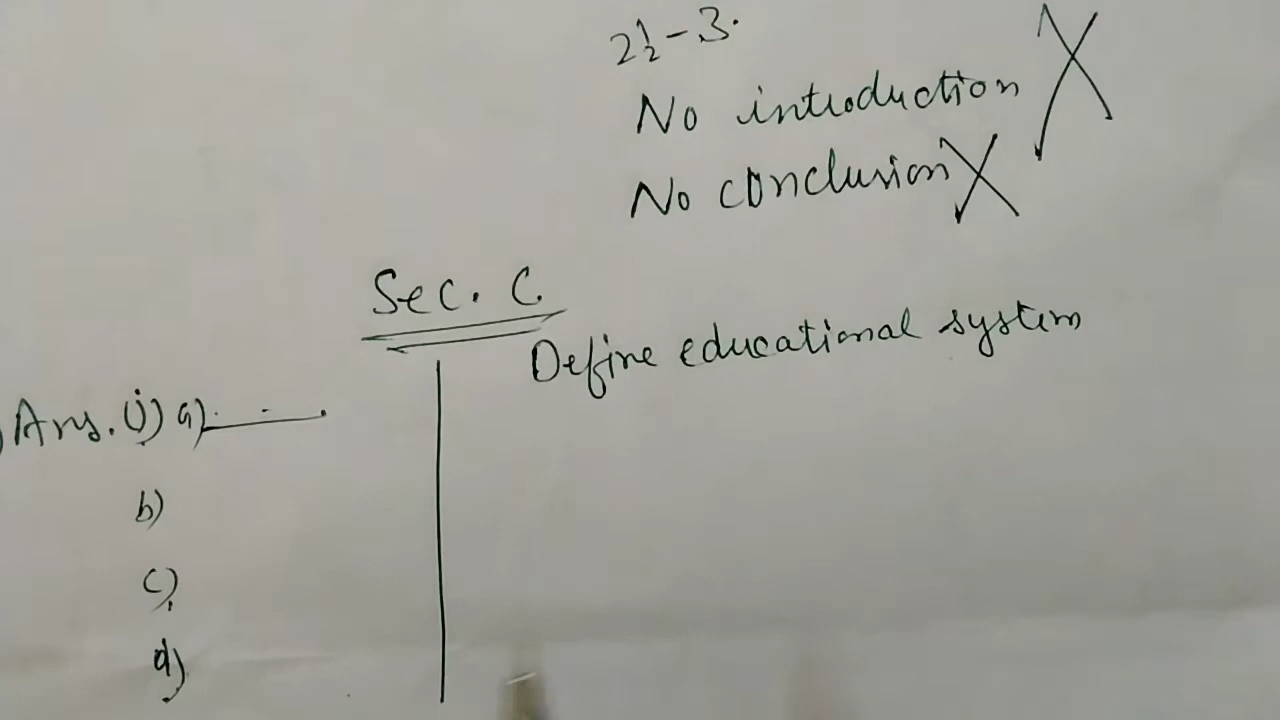 2½-3.
No introduction X
No conclusion X
Sec. C.
Define educational system
Ans. (i) a)
b)
c)
d)